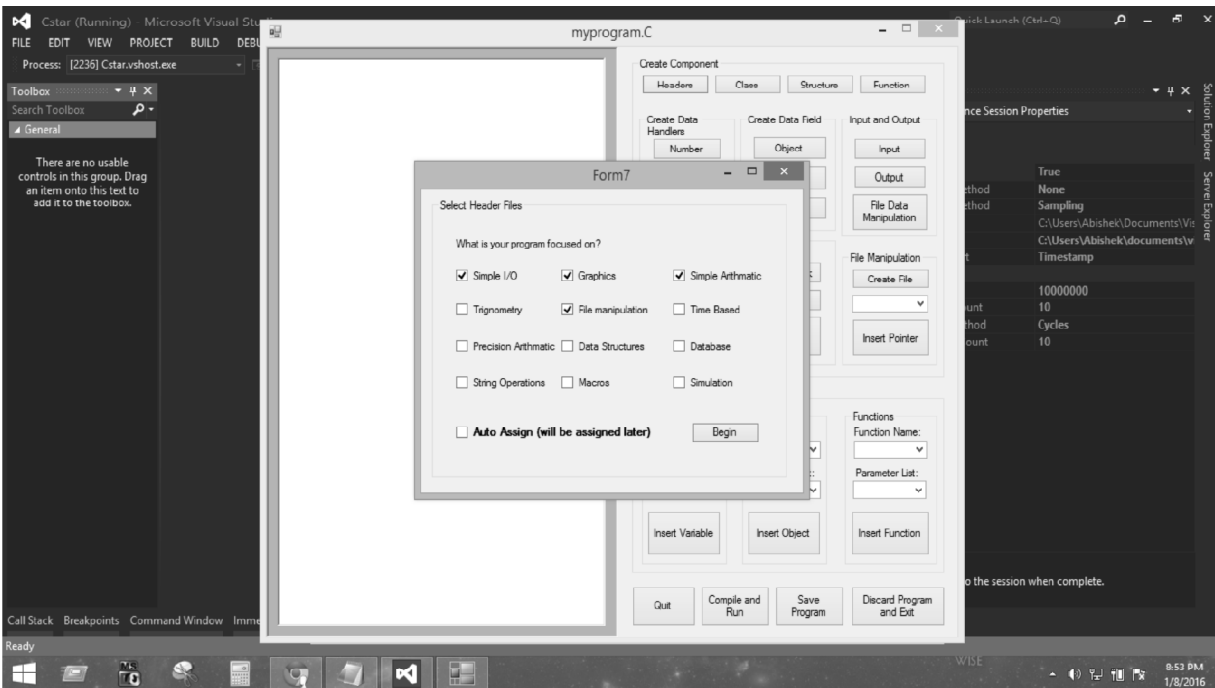 Cstar (Running) - Microsoft Visual Stu
Quick Launch (Ctrl+Q)
FILE EDIT VIEW PROJECT BUILD DEBU
Process: [2236] Cstar.vshost.exe
Toolbox
Search Toolbox
General
There are no usable
controls in this group. Drag
an item onto this text to
add it to the toolbox.
myprogram.C
Create Component
Headers Class Structure Function
Create Data
Handlers
Number
Create Data Field
Object
Input and Output
Input
Output
File Data
Manipulation
File Manipulation
Create File
Insert Pointer
Form7
Select Header Files
What is your program focused on?
Simple I/O Graphics Simple Arthmatic
Trignometry File manipulation Time Based
Precision Arthmatic Data Structures Database
String Operations Macros Simulation
Auto Assign (will be assigned later) Begin
Functions
Function Name:
Parameter List:
Insert Variable Insert Object Insert Function
Quit
Compile and
Run
Save
Program
Discard Program
and Exit
nce Session Properties
True
ethod None
ethod Sampling
C:\Users\Abishek\Documents\Vis
C:\Users\Abishek\documents\v
t Timestamp
10000000
ount 10
thod Cycles
ount 10
o the session when complete.
Solution Explorer
Server Explorer
Call Stack Breakpoints Command Window Imme
Ready
WISE
8:53 PM
1/8/2016